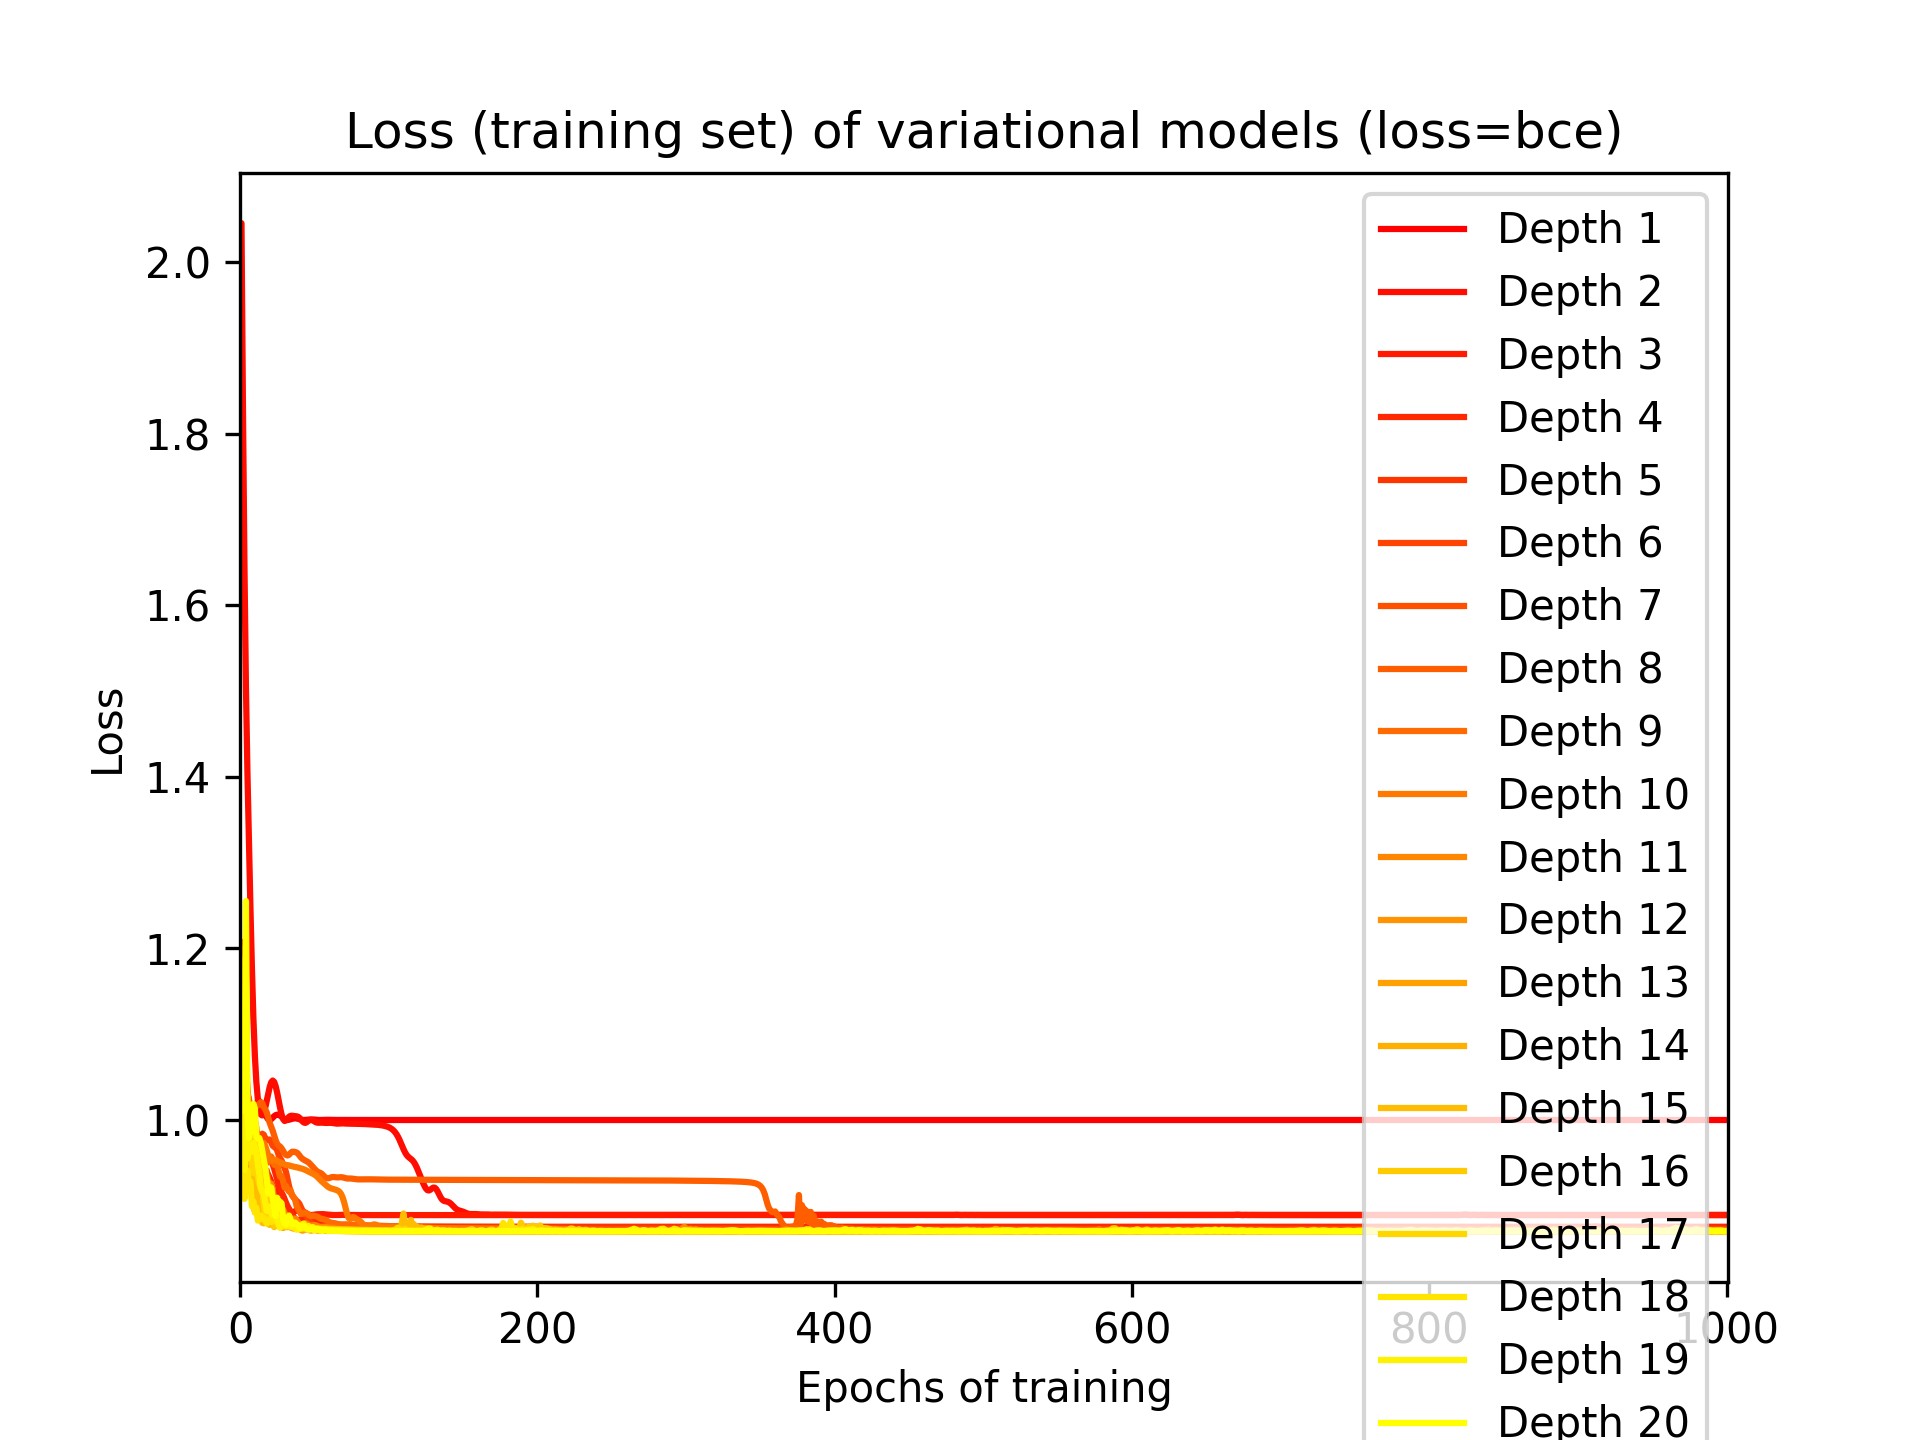 Loss (training set) of variational models (loss=bce)
2.0
1.8
1.6
1.4
1.2
1.0
Loss
0 200 400 600 800 1000
Epochs of training
Depth 1
Depth 2
Depth 3
Depth 4
Depth 5
Depth 6
Depth 7
Depth 8
Depth 9
Depth 10
Depth 11
Depth 12
Depth 13
Depth 14
Depth 15
Depth 16
Depth 17
Depth 18
Depth 19
Depth 20